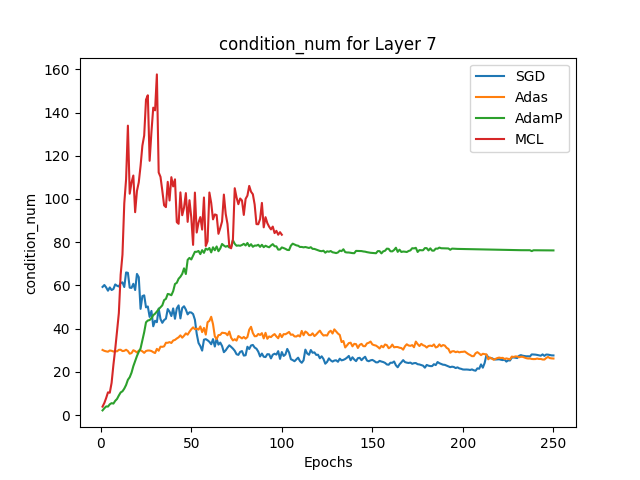 condition_num for Layer 7
SGD
Adas
AdamP
MCL
160
140
120
100
80
60
40
20
0
condition_num
0 50 100 150 200 250
Epochs